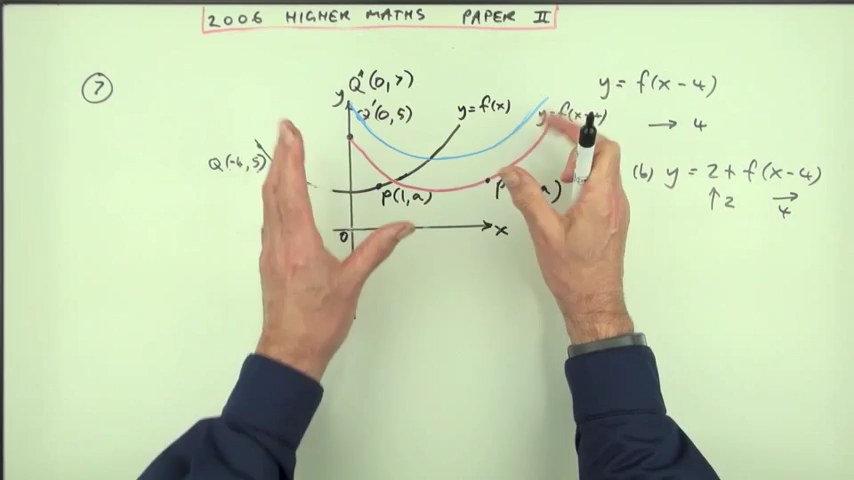 2006 HIGHER MATHS PAPER II
7
Q"(0,7)
y
Q'(0,5)
y=f(x)
y=f(x-4)
Q(-4,5)
P(1,a)
P
a)
0
x
y = f(x-4)
→ 4
(b) y = 2 + f(x-4)
↑2 →
4